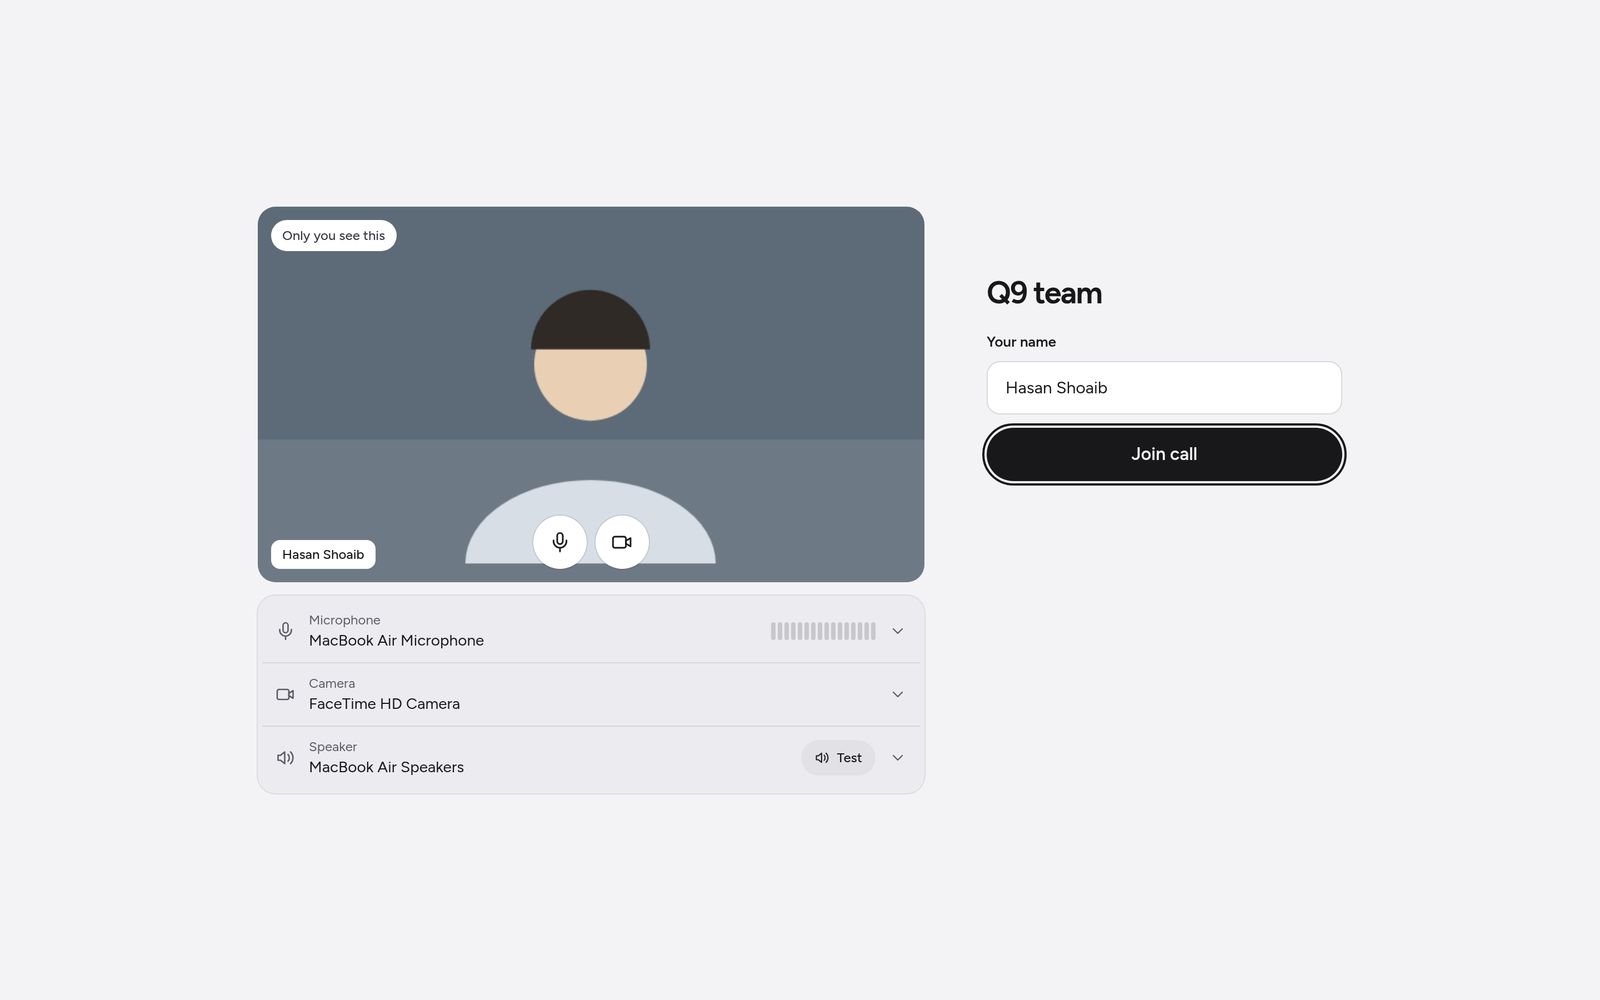 Only you see this
Hasan Shoaib
Microphone
MacBook Air Microphone
Camera
FaceTime HD Camera
Speaker
MacBook Air Speakers
Test
Q9 team
Your name
Hasan Shoaib
Join call